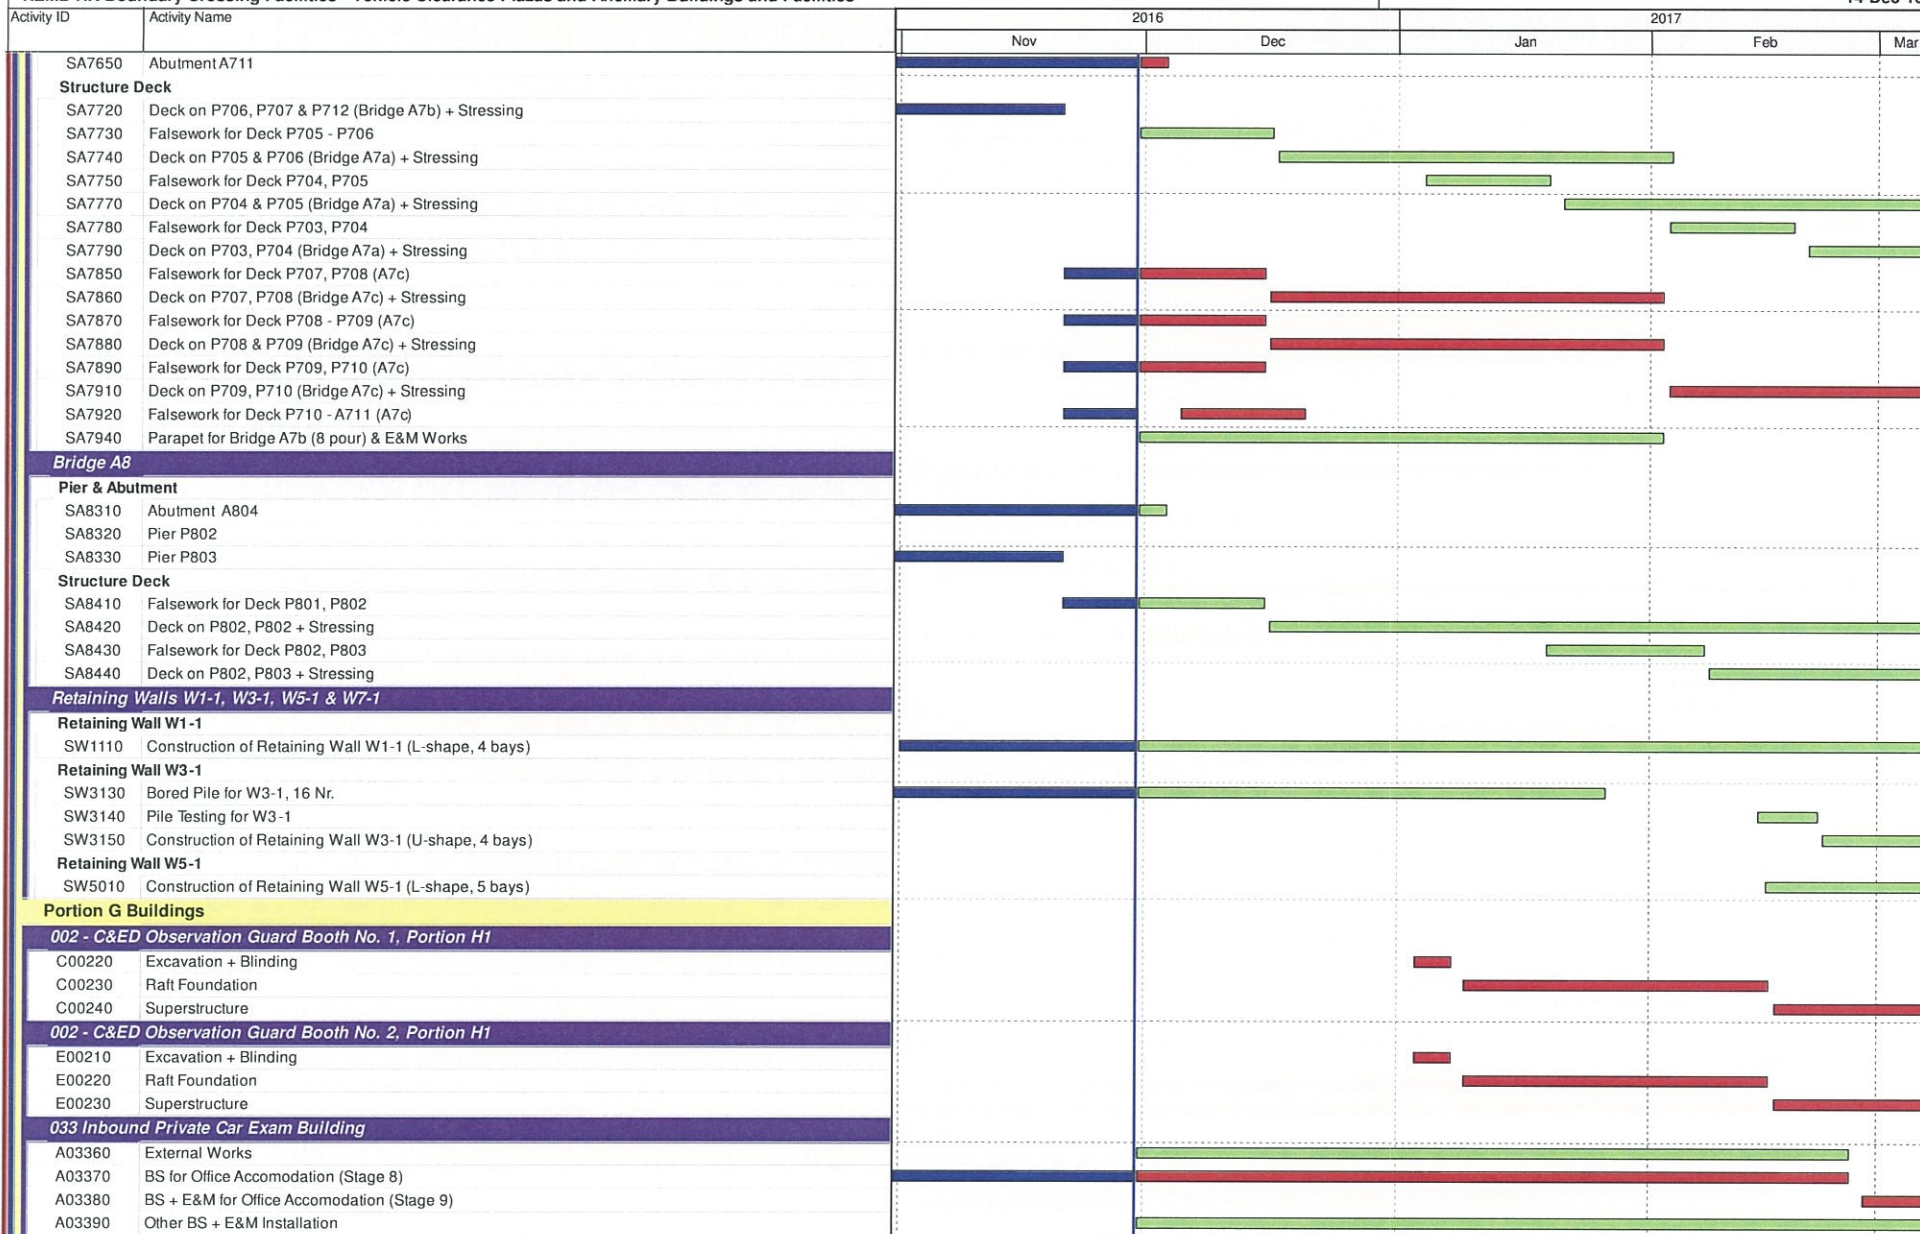 HKBCF Vehicle Clearance Plazas and Ancillary Buildings and Facilities
Activity ID Activity Name 2016 2017
Nov Dec Jan Feb Mar
SA7650 Abutment A711
Structure Deck
SA7720 Deck on P706, P707 & P712 (Bridge A7b) + Stressing
SA7730 Falsework for Deck P705 - P706
SA7740 Deck on P705 & P706 (Bridge A7a) + Stressing
SA7750 Falsework for Deck P704, P705
SA7770 Deck on P704 & P705 (Bridge A7a) + Stressing
SA7780 Falsework for Deck P703, P704
SA7790 Deck on P703, P704 (Bridge A7a) + Stressing
SA7850 Falsework for Deck P707, P708 (A7c)
SA7860 Deck on P707, P708 (Bridge A7c) + Stressing
SA7870 Falsework for Deck P708 - P709 (A7c)
SA7880 Deck on P708 & P709 (Bridge A7c) + Stressing
SA7890 Falsework for Deck P709, P710 (A7c)
SA7910 Deck on P709, P710 (Bridge A7c) + Stressing
SA7920 Falsework for Deck P710 - A711 (A7c)
SA7940 Parapet for Bridge A7b (8 pour) & E&M Works
Bridge A8
Pier & Abutment
SA8310 Abutment A804
SA8320 Pier P802
SA8330 Pier P803
Structure Deck
SA8410 Falsework for Deck P801, P802
SA8420 Deck on P802, P802 + Stressing
SA8430 Falsework for Deck P802, P803
SA8440 Deck on P802, P803 + Stressing
Retaining Walls W1-1, W3-1, W5-1 & W7-1
Retaining Wall W1-1
SW1110 Construction of Retaining Wall W1-1 (L-shape, 4 bays)
Retaining Wall W3-1
SW3130 Bored Pile for W3-1, 16 Nr.
SW3140 Pile Testing for W3-1
SW3150 Construction of Retaining Wall W3-1 (U-shape, 4 bays)
Retaining Wall W5-1
SW5010 Construction of Retaining Wall W5-1 (L-shape, 5 bays)
Portion G Buildings
002 - C&ED Observation Guard Booth No. 1, Portion H1
C00220 Excavation + Blinding
C00230 Raft Foundation
C00240 Superstructure
002 - C&ED Observation Guard Booth No. 2, Portion H1
E00210 Excavation + Blinding
E00220 Raft Foundation
E00230 Superstructure
033 Inbound Private Car Exam Building
A03360 External Works
A03370 BS for Office Accomodation (Stage 8)
A03380 BS + E&M for Office Accomodation (Stage 9)
A03390 Other BS + E&M Installation